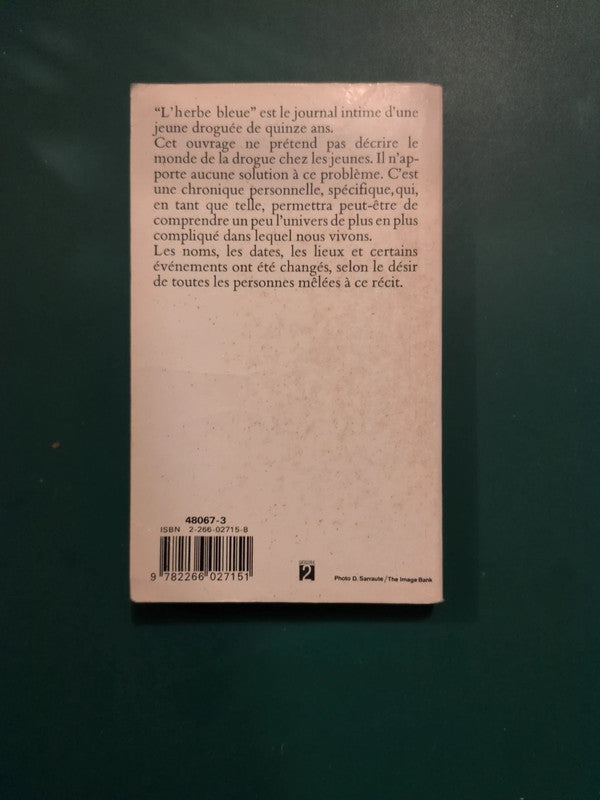 “L’herbe bleue” est le journal intime d’une
jeune droguée de quinze ans.
Cet ouvrage ne prétend pas décrire le
monde de la drogue chez les jeunes. Il n’ap-
porte aucune solution à ce problème. C’est
une chronique personnelle, spécifique, qui,
en tant que telle, permettra peut-être de
comprendre un peu l’univers de plus en plus
compliqué dans lequel nous vivons.
Les noms, les dates, les lieux et certains
événements ont été changés, selon le désir
de toutes les personnes mêlées à ce récit.
48067-3
ISBN 2-266-02715-8
9 782266 027151
2
Photo D. Sarraute / The Image Bank